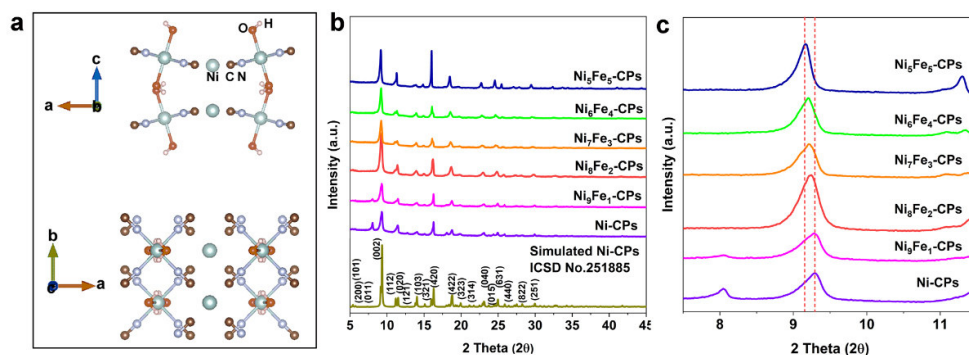 a
O
H
Ni
C
N
c
a
b
b
c
a
b
Intensity (a.u.)
Ni₅Fe₅-CPs
Ni₆Fe₄-CPs
Ni₇Fe₃-CPs
Ni₈Fe₂-CPs
Ni₉Fe₁-CPs
Ni-CPs
Simulated Ni-CPs
ICSD No.251885
(200)
(101)
(011)
(002)
(112)
(020)
(121)
(103)
(321)
(420)
(422)
(323)
(314)
(040)
(015)
(631)
(440)
(822)
(251)
5 10 15 20 25 30 35 40 45
2 Theta (2θ)
c
Intensity (a.u.)
Ni₅Fe₅-CPs
Ni₆Fe₄-CPs
Ni₇Fe₃-CPs
Ni₈Fe₂-CPs
Ni₉Fe₁-CPs
Ni-CPs
8 9 10 11
2 Theta (2θ)